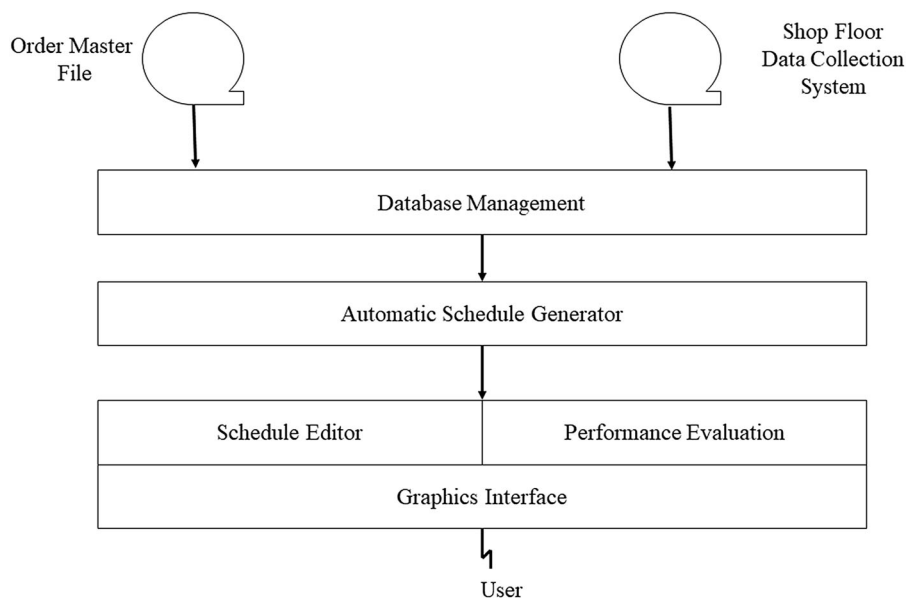 Order Master
File
Shop Floor
Data Collection
System
Database Management
Automatic Schedule Generator
Schedule Editor
Performance Evaluation
Graphics Interface
User